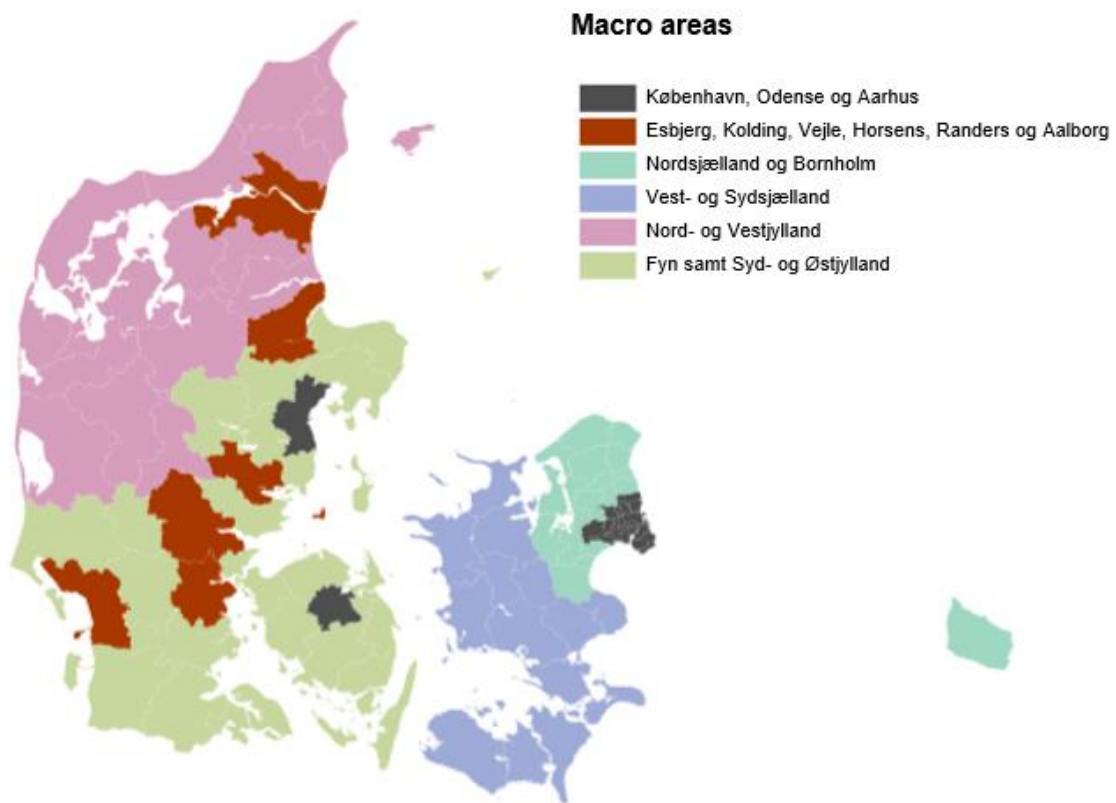 Macro areas
København, Odense og Aarhus
Esbjerg, Kolding, Vejle, Horsens, Randers og Aalborg
Nordsjælland og Bornholm
Vest- og Sydsjælland
Nord- og Vestjylland
Fyn samt Syd- og Østjylland